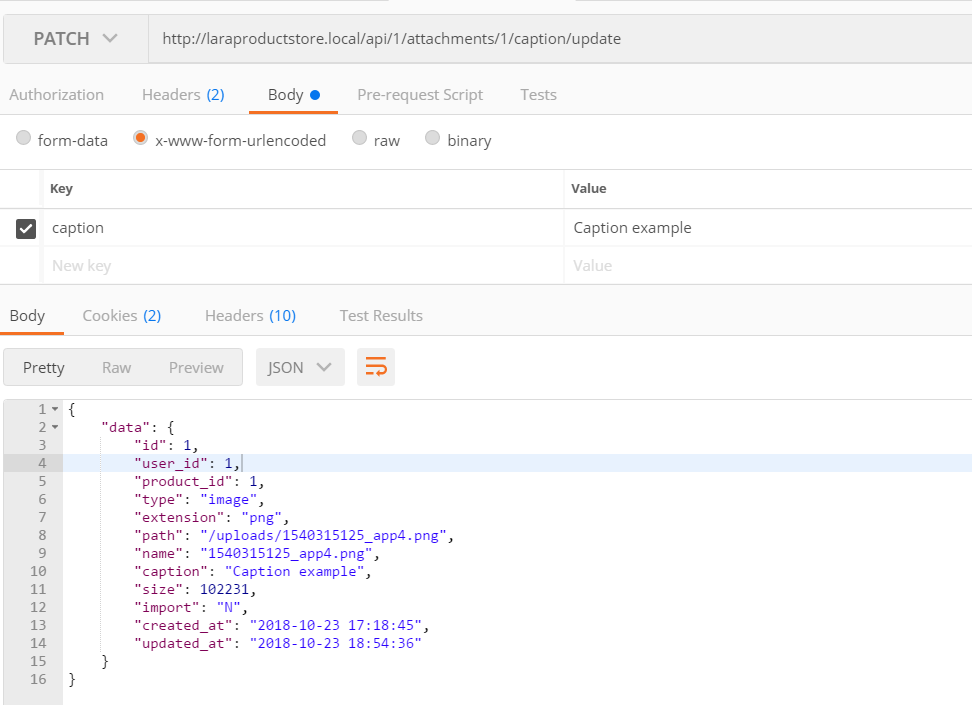 PATCH http://laraproductstore.local/api/1/attachments/1/caption/update
Authorization Headers (2) Body Pre-request Script Tests
form-data x-www-form-urlencoded raw binary
Key Value
caption Caption example
New key Value
Body Cookies (2) Headers (10) Test Results
Pretty Raw Preview JSON
1 {
2 "data": {
3 "id": 1,
4 "user_id": 1,
5 "product_id": 1,
6 "type": "image",
7 "extension": "png",
8 "path": "/uploads/1540315125_app4.png",
9 "name": "1540315125_app4.png",
10 "caption": "Caption example",
11 "size": 102231,
12 "import": "N",
13 "created_at": "2018-10-23 17:18:45",
14 "updated_at": "2018-10-23 18:54:36"
15 }
16 }